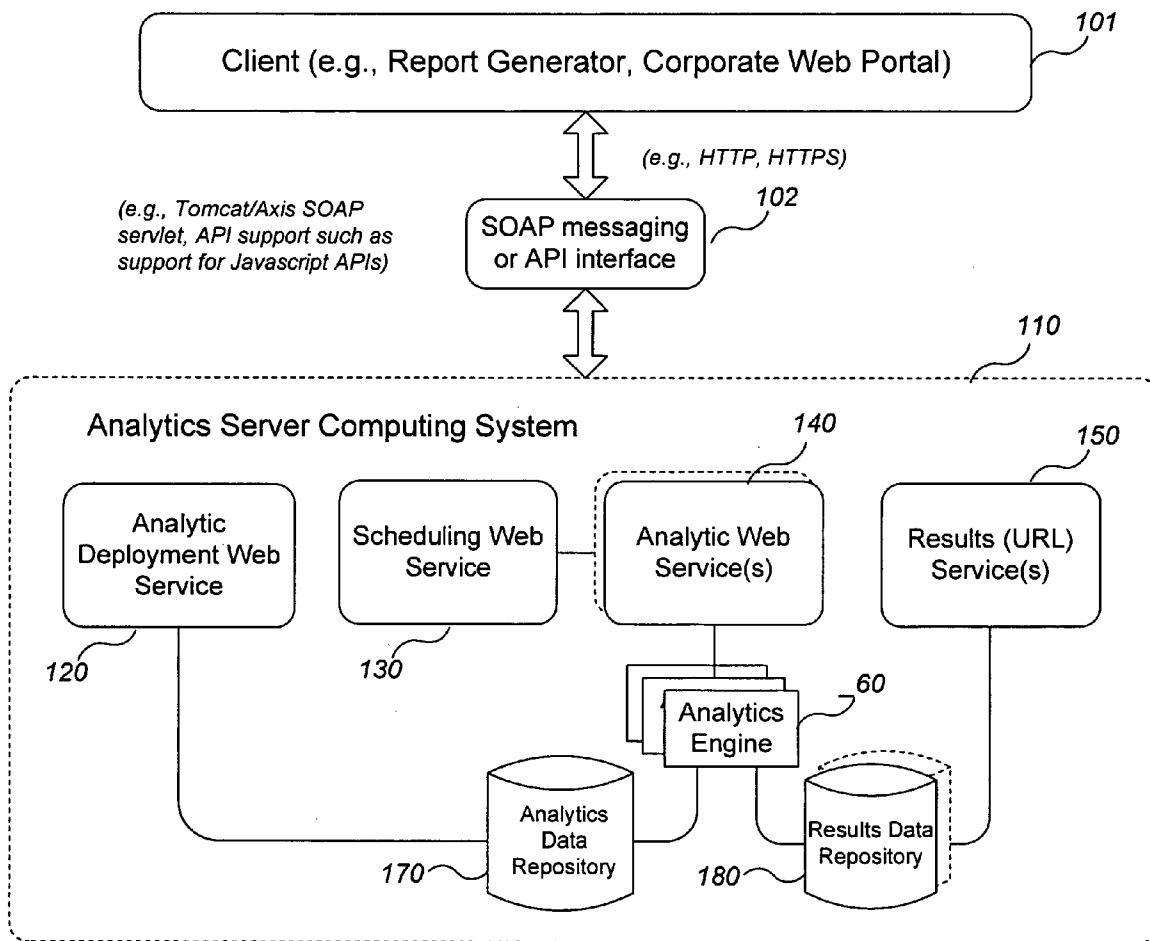 101
Client (e.g., Report Generator, Corporate Web Portal)
(e.g., HTTP, HTTPS)
102
(e.g., Tomcat/Axis SOAP
servlet, API support such as
support for Javascript APIs)
SOAP messaging
or API interface
110
Analytics Server Computing System
140
150
Analytic
Deployment Web
Service
Scheduling Web
Service
Analytic Web
Service(s)
Results (URL)
Service(s)
120
130
60
Analytics
Engine
Analytics
Data
Repository
Results Data
Repository
170
180